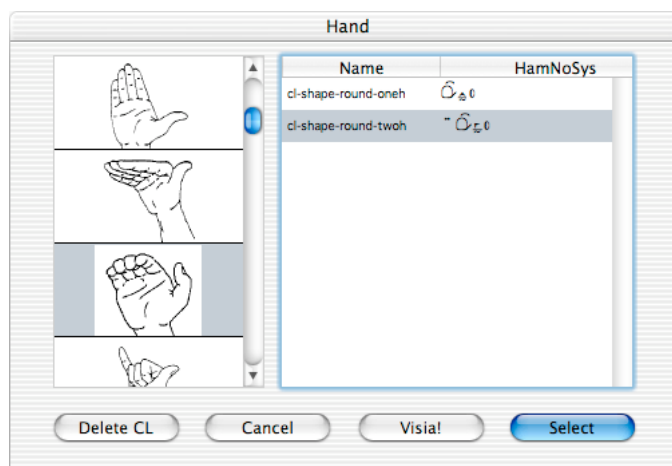 Hand
Name HamNoSys
cl-shape-round-oneh
cl-shape-round-twoh
Delete CL Cancel Visia! Select